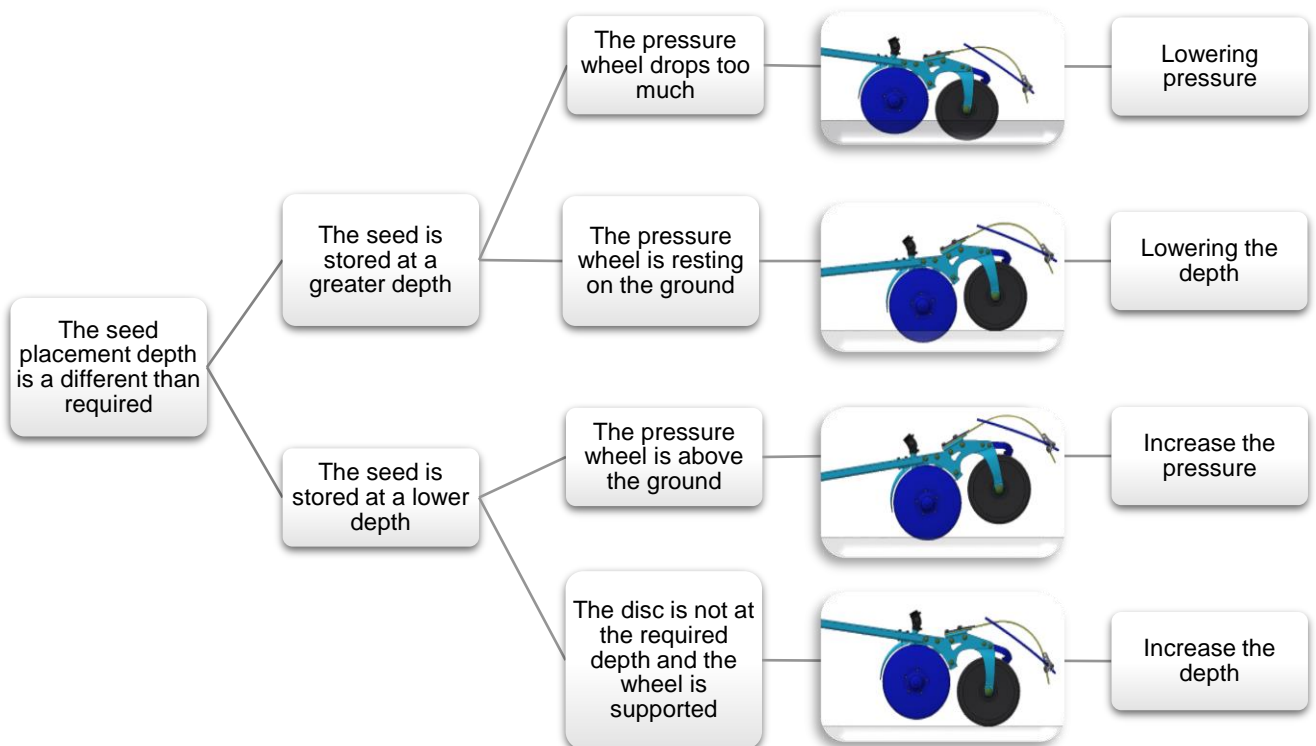 The pressure
wheel drops too
much
Lowering
pressure
The seed is
stored at a
greater depth
The pressure
wheel is resting
on the ground
Lowering the
depth
The seed
placement depth
is a different than
required
The seed is
stored at a lower
depth
The pressure
wheel is above
the ground
Increase the
pressure
The disc is not at
the required
depth and the
wheel is
supported
Increase the
depth